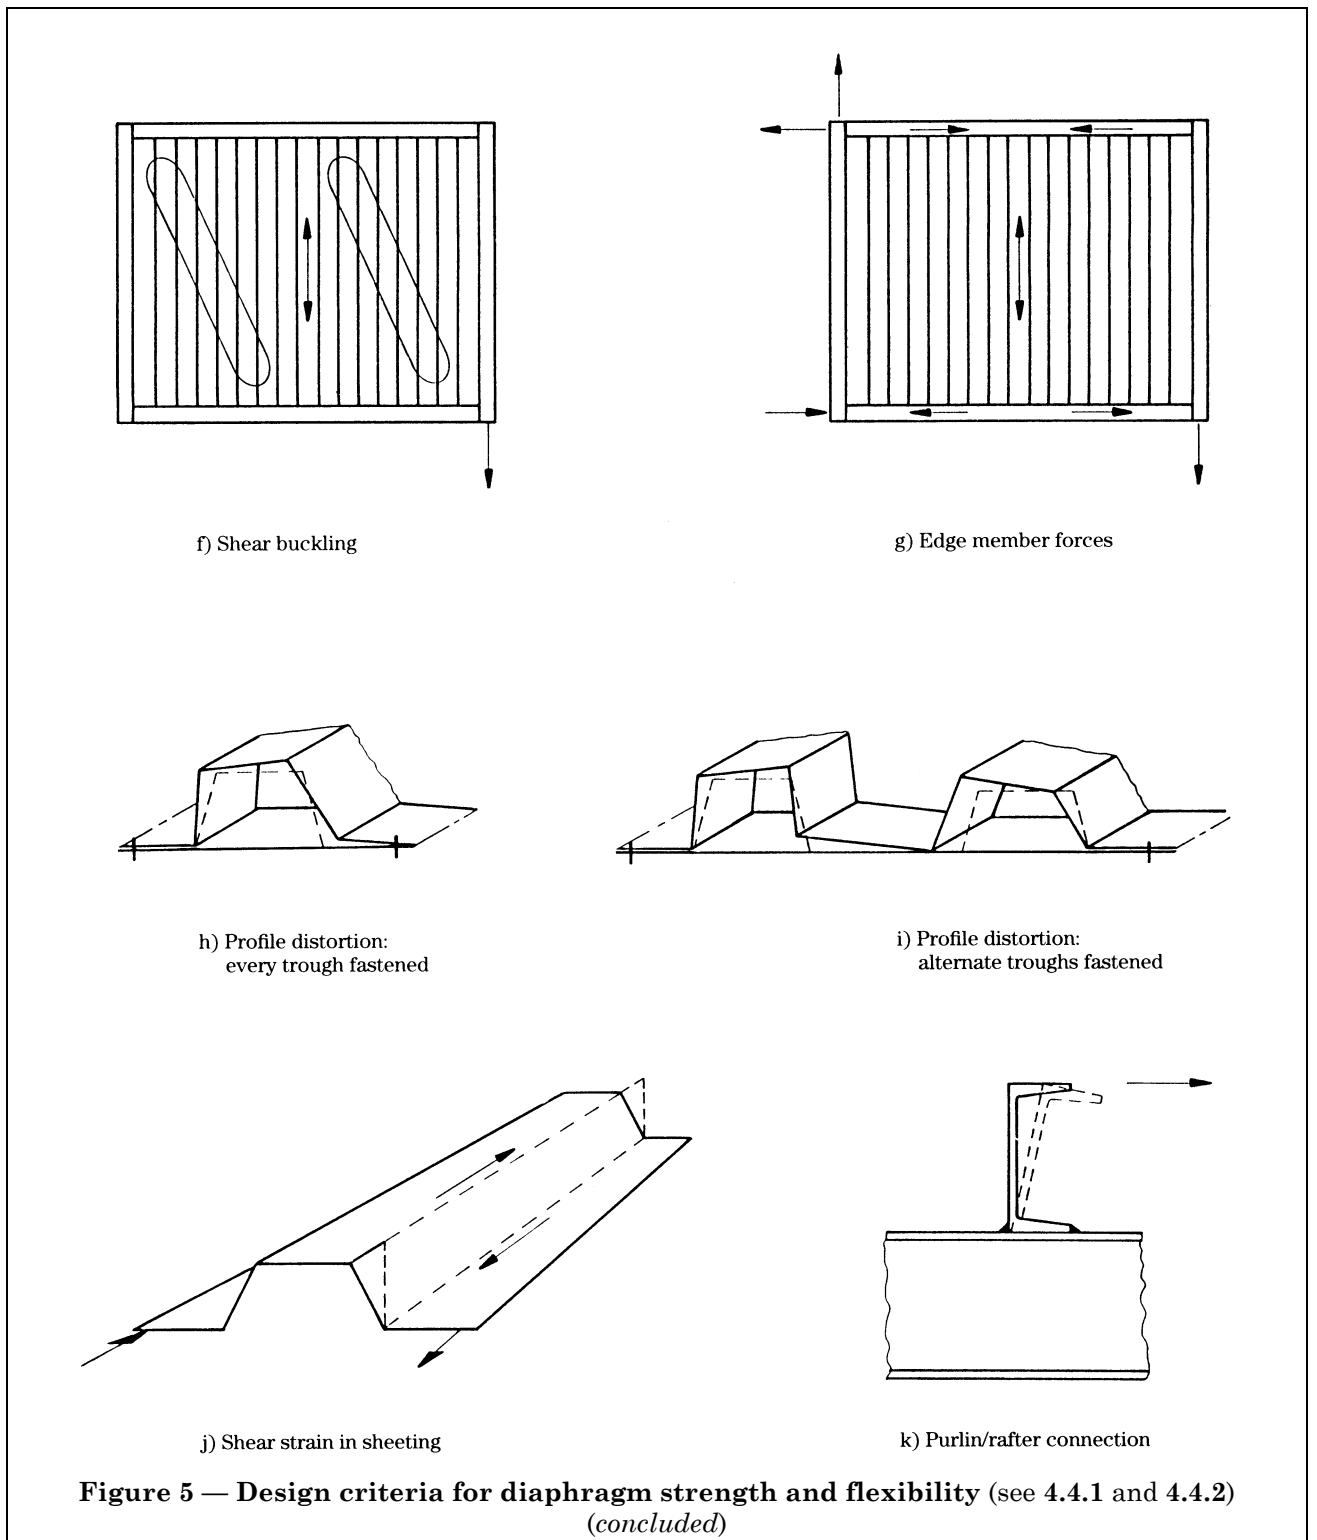 f) Shear buckling
g) Edge member forces
h) Profile distortion:
every trough fastened
i) Profile distortion:
alternate troughs fastened
j) Shear strain in sheeting
k) Purlin/rafter connection
Figure 5 — Design criteria for diaphragm strength and flexibility (see 4.4.1 and 4.4.2)
(concluded)